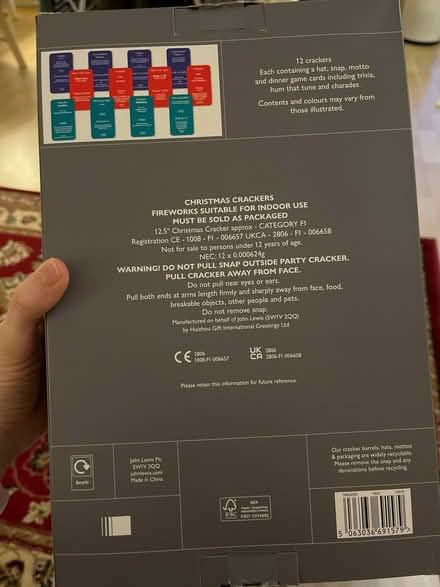 12 crackers
Each containing a hat, snap, motto
and dinner game cards including trivia,
hum that tune and charades
Contents and colours may vary from
those illustrated.
CHRISTMAS CRACKERS
FIREWORKS SUITABLE FOR INDOOR USE
MUST BE SOLD AS PACKAGED
12.5" Christmas Cracker approx - CATEGORY F1
Registration CE - 1008 - F1 - 006657 UKCA - 2806 - F1 - 006658
Not for sale to persons under 12 years of age.
NEC: 12 x 0.000624g
WARNING! DO NOT PULL SNAP OUTSIDE PARTY CRACKER.
PULL CRACKER AWAY FROM FACE.
Do not pull near eyes or ears.
Pull both ends at arms length firmly and sharply away from face, food,
breakable objects, other people and pets.
Do not remove snap.
Manufactured on behalf of John Lewis (SW1V 2QQ)
by Huizhou Gift International Greetings Ltd
CE 2806
1008-F1-006657
UK
CA 2806
2806-F1-006658
Please retain this information for future reference.
Recycle
John Lewis Plc
johnlewis.com
Made in China.
FSC
MIX
Our cracker barrels, hats, mottos
& packaging are widely recyclable.
Please remove the snap and any
decorations before recycling.
5 063036 691579